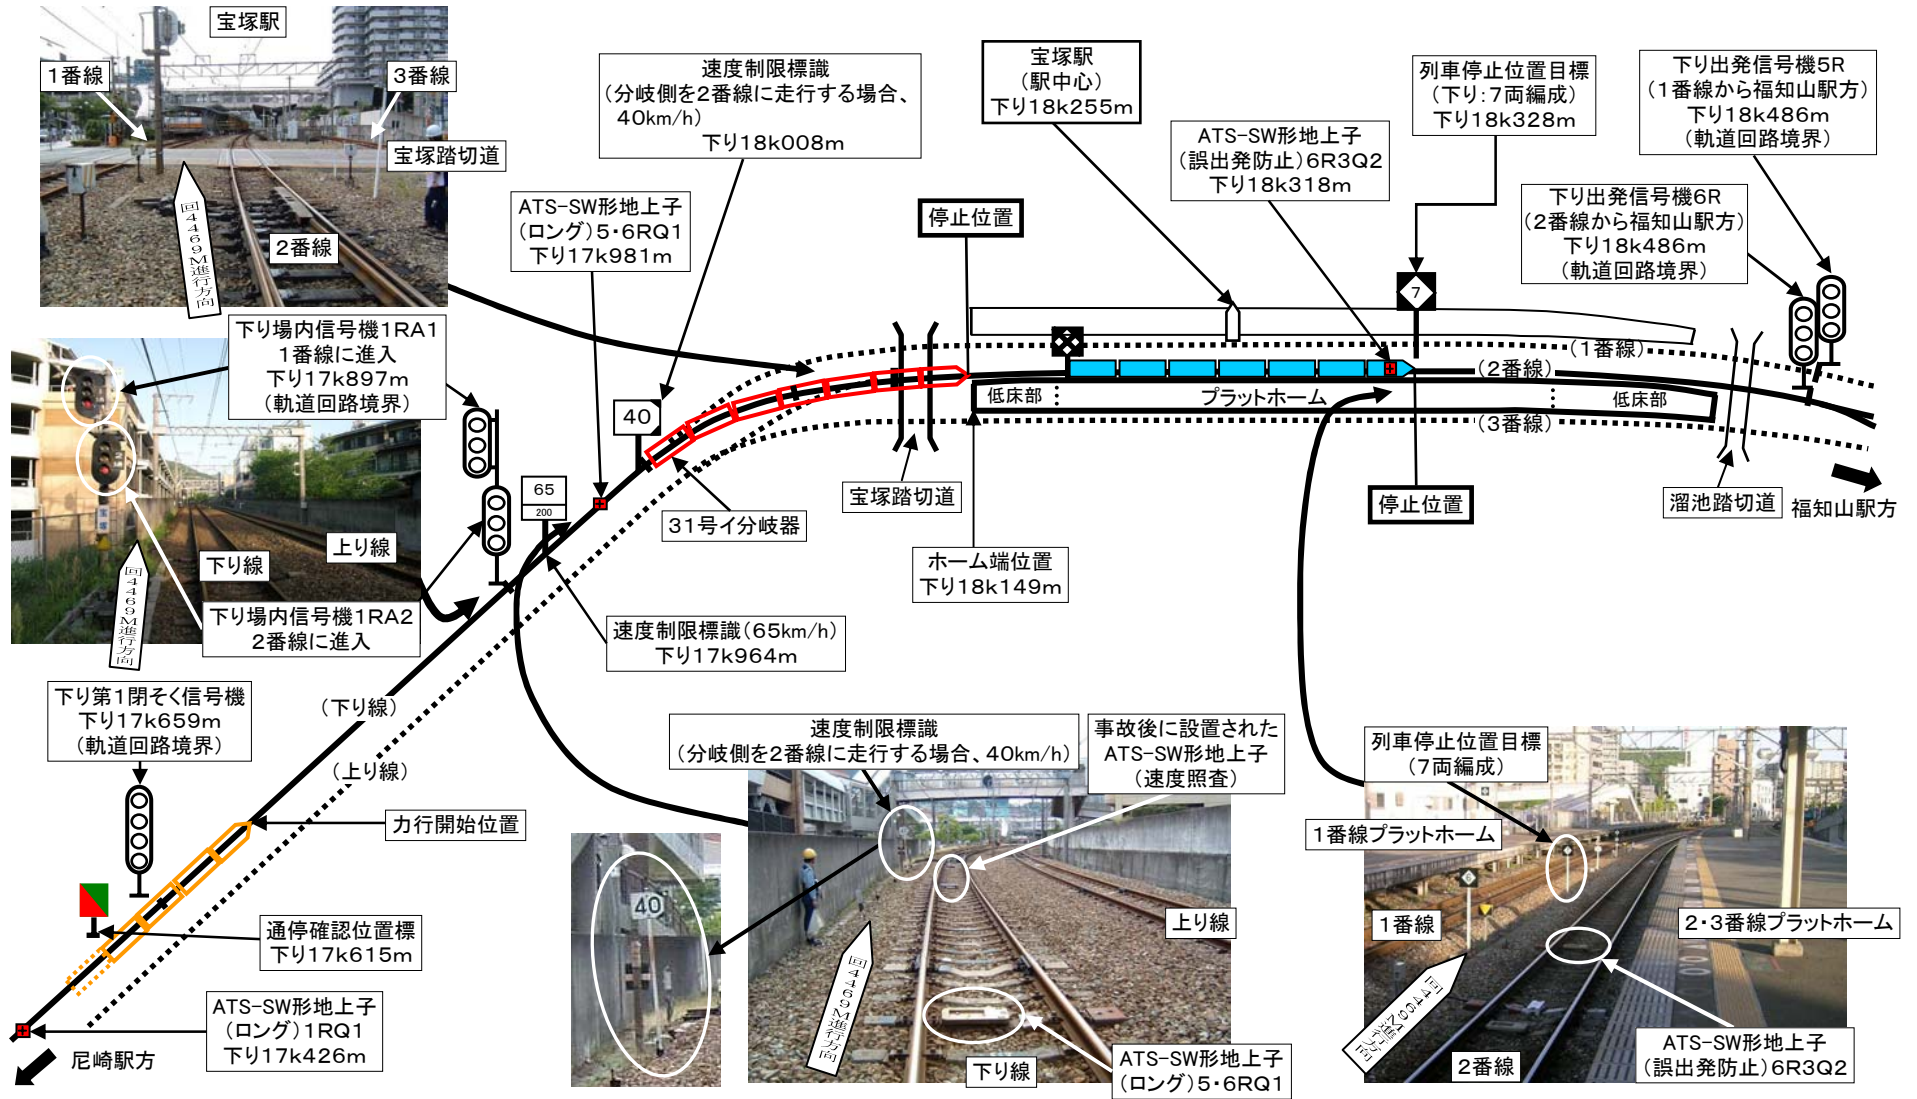 宝塚駅
1番線
3番線
宝塚踏切道
2番線
回4469M進行方向
速度制限標識
(分岐側を2番線に走行する場合、
40km/h)
下り18k008m
宝塚駅
(駅中心)
下り18k255m
列車停止位置目標
(下り:7両編成)
下り18k328m
下り出発信号機5R
(1番線から福知山駅方)
下り18k486m
(軌道回路境界)
ATS-SW形地上子
(誤出発防止)6R3Q2
下り18k318m
下り出発信号機6R
(2番線から福知山駅方)
下り18k486m
(軌道回路境界)
ATS-SW形地上子
(ロング)5・6RQ1
下り17k981m
停止位置
7
下り場内信号機1RA1
1番線に進入
下り17k897m
(軌道回路境界)
(1番線)
(2番線)
低床部
プラットホーム
低床部
(3番線)
40
65
200
宝塚踏切道
停止位置
溜池踏切道
福知山駅方
31号イ分岐器
上り線
下り線
宝塚
回4469M進行方向
下り場内信号機1RA2
2番線に進入
ホーム端位置
下り18k149m
速度制限標識(65km/h)
下り17k964m
下り第1閉そく信号機
下り17k659m
(軌道回路境界)
(下り線)
(上り線)
力行開始位置
通停確認位置標
下り17k615m
ATS-SW形地上子
(ロング)1RQ1
下り17k426m
尼崎駅方
速度制限標識
(分岐側を2番線に走行する場合、40km/h)
事故後に設置された
ATS-SW形地上子
(速度照査)
40
上り線
回4469M進行方向
下り線
ATS-SW形地上子
(ロング)5・6RQ1
列車停止位置目標
(7両編成)
1番線プラットホーム
6
1番線
2・3番線プラットホーム
回4469M進行方向
2番線
ATS-SW形地上子
(誤出発防止)6R3Q2